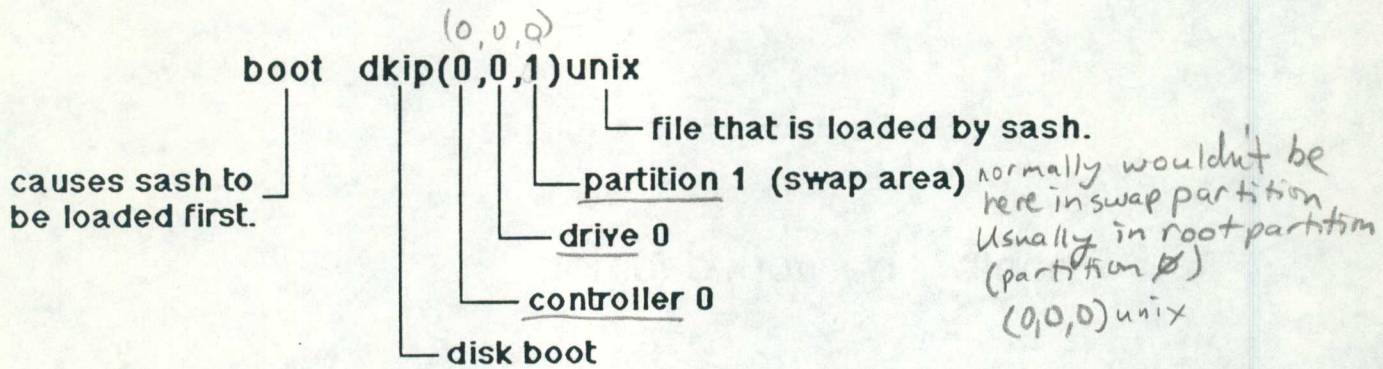 (0,0,0)
boot dkip(0,0,1)unix
file that is loaded by sash.
causes sash to
be loaded first.
partition 1 (swap area)
normally wouldn't be
here in swap partition
Usually in root partition
(partition 0)
(0,0,0) unix
drive 0
controller 0
disk boot